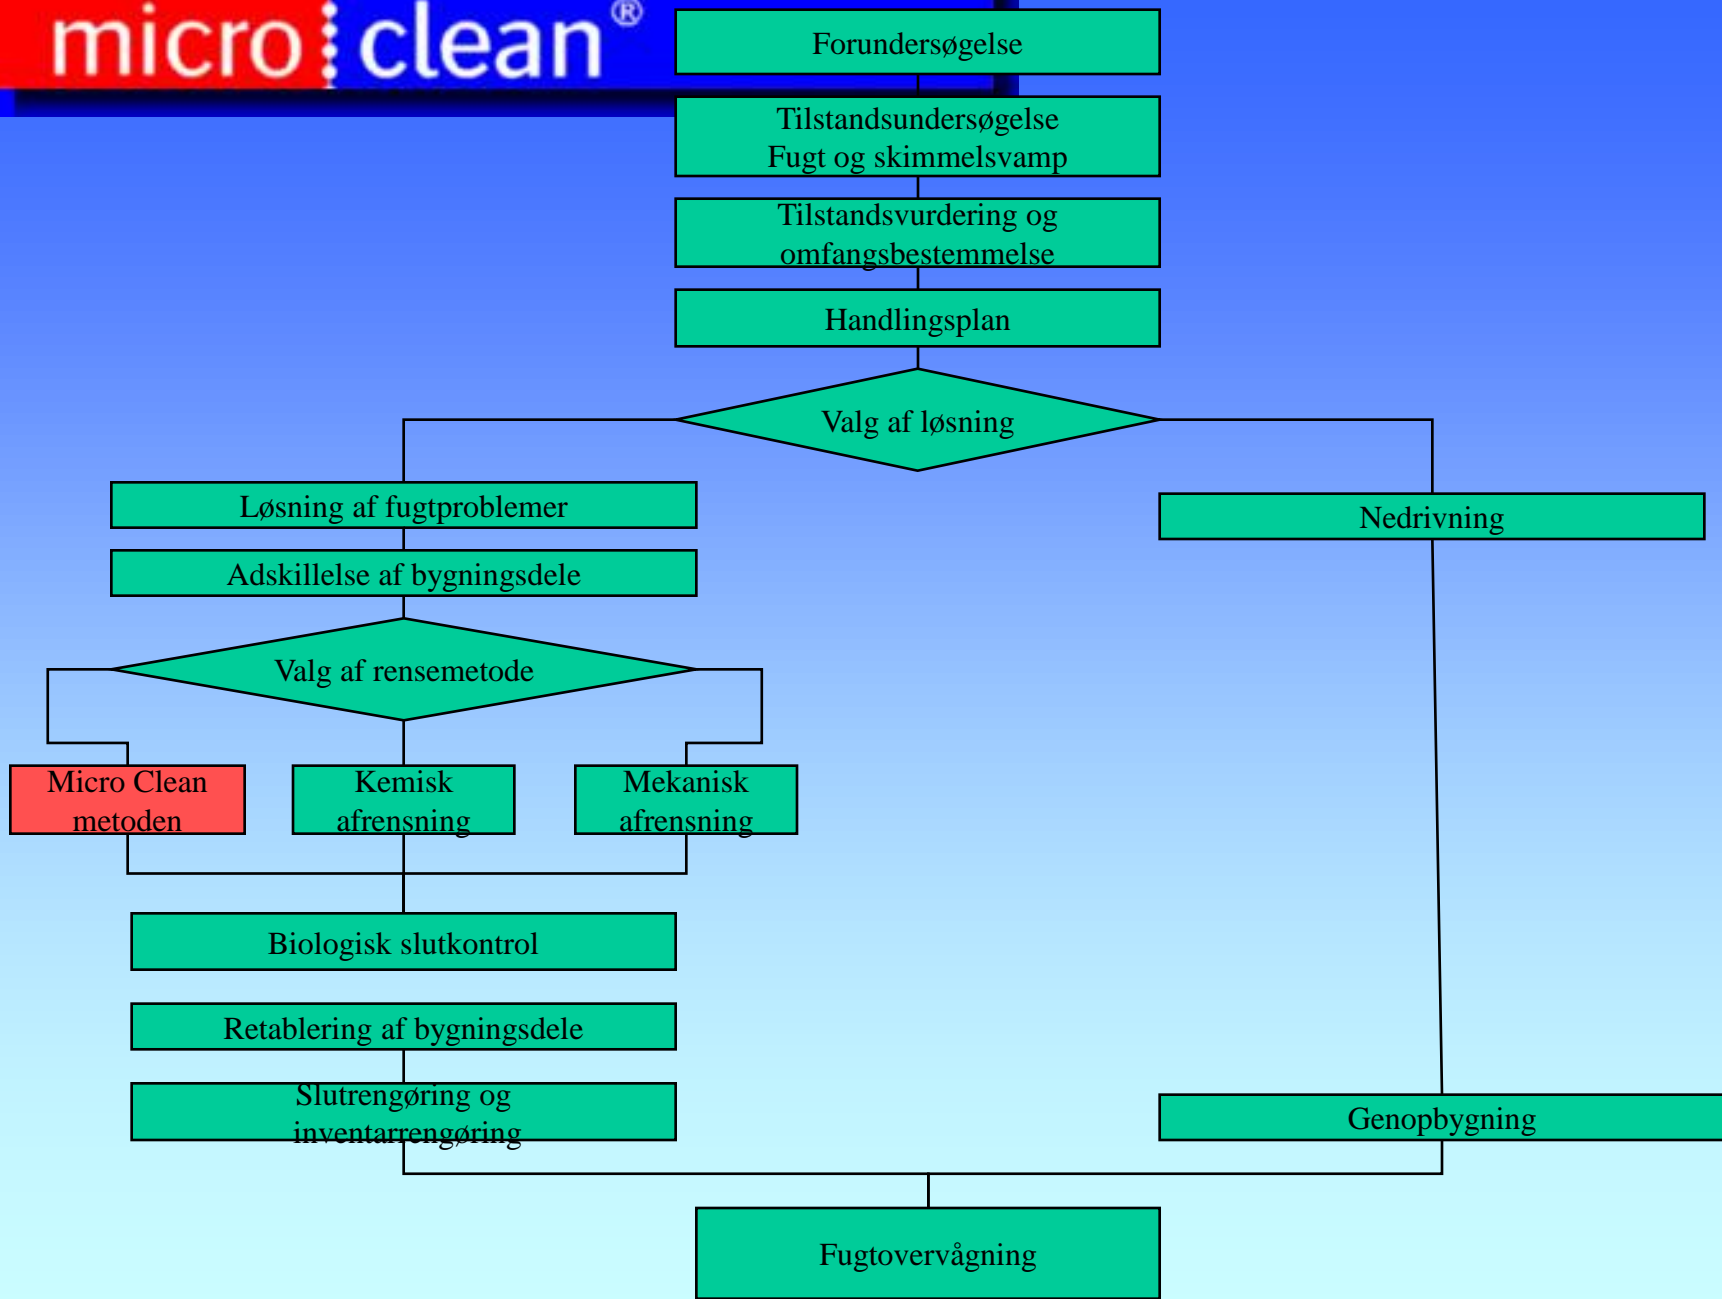 micro clean®
Forundersøgelse
Tilstandsundersøgelse
Fugt og skimmelsvamp
Tilstandsvurdering og
omfangsbestemmelse
Handlingsplan
Valg af løsning
Løsning af fugtproblemer
Nedrivning
Adskillelse af bygningsdele
Valg af rensemetode
Micro Clean
metoden
Kemisk
afrensning
Mekanisk
afrensning
Biologisk slutkontrol
Retablering af bygningsdele
Slutrengøring og
inventarrengøring
Genopbygning
Fugtovervågning